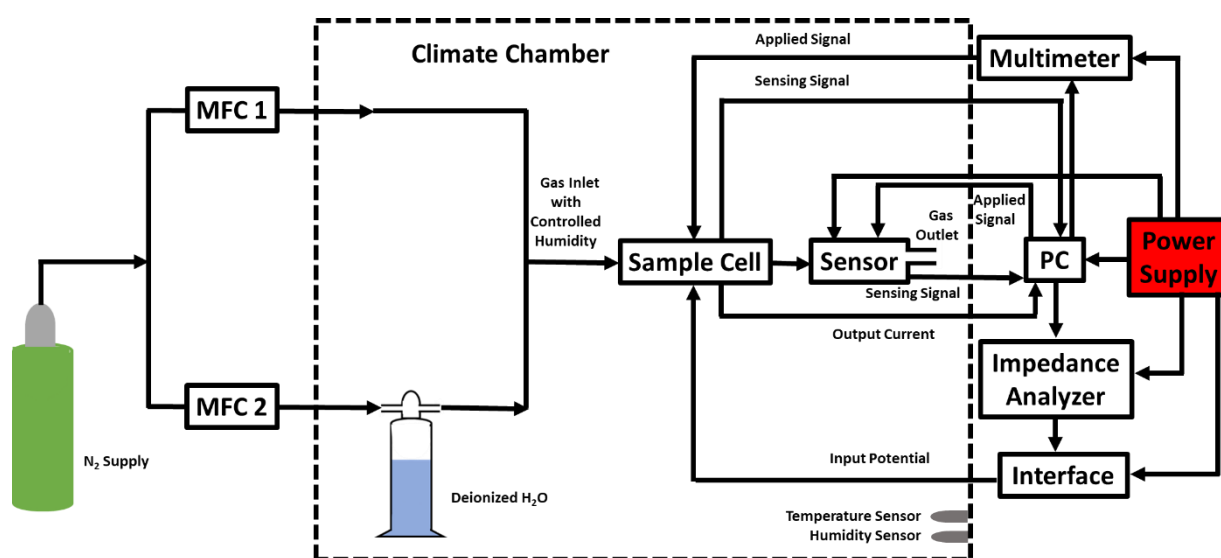 Climate Chamber
Applied Signal
Multimeter
Sensing Signal
MFC 1
Gas Inlet
with
Controlled
Humidity
Applied
Signal
Gas
Outlet
Sample Cell
Sensor
PC
Power
Supply
Sensing Signal
Output Current
Impedance
Analyzer
MFC 2
N₂ Supply
Deionized H₂O
Input Potential
Interface
Temperature Sensor
Humidity Sensor